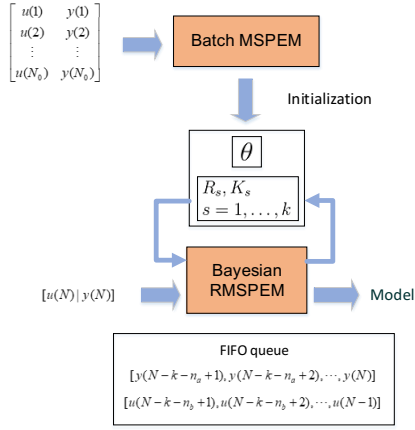 u(1) y(1)
u(2) y(2)
⋮ ⋮
u(N₀) y(N₀)
Batch MSPEM
Initialization
θ
R_s, K_s
s = 1, . . . , k
[u(N) | y(N)]
Bayesian
RMSPEM
Model
FIFO queue
[y(N−k−n_a+1), y(N−k−n_a+2), ⋯, y(N)]
[u(N−k−n_b+1), u(N−k−n_b+2), ⋯, u(N−1)]